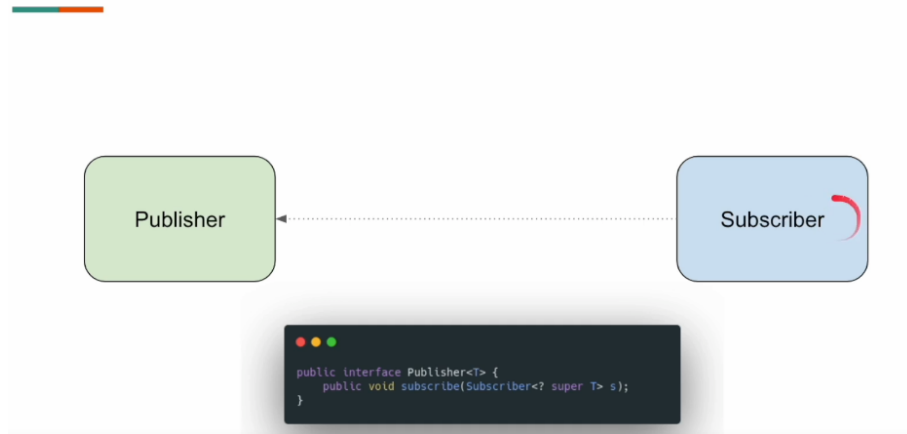 Publisher
Subscriber
public interface Publisher<T> {
    public void subscribe(Subscriber<? super T> s);
}